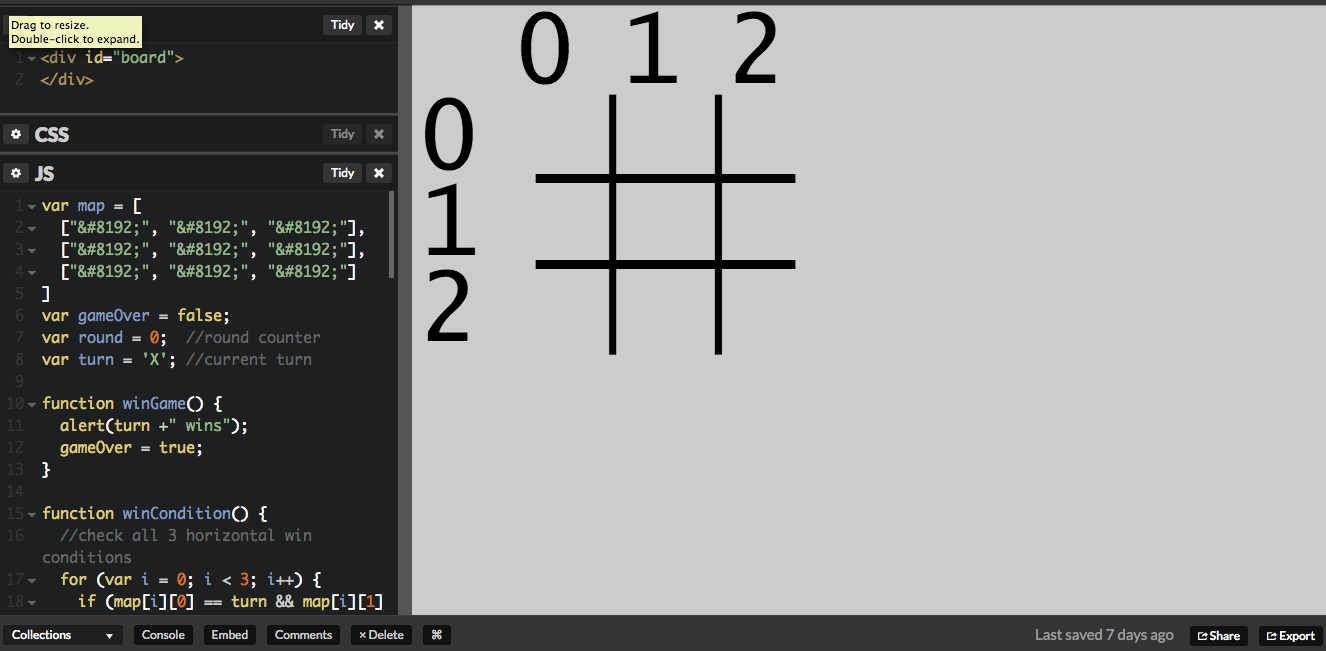 Drag to resize.
Double-click to expand.
Tidy
1 <div id="board">
2 </div>
CSS
Tidy
JS
Tidy
1 var map = [
2 ["&#8192;", "&#8192;", "&#8192;"],
3 ["&#8192;", "&#8192;", "&#8192;"],
4 ["&#8192;", "&#8192;", "&#8192;"]
5 ]
6 var gameOver = false;
7 var round = 0; //round counter
8 var turn = 'X'; //current turn
9
10 function winGame() {
11 alert(turn +" wins");
12 gameOver = true;
13 }
14
15 function winCondition() {
16 //check all 3 horizontal win
conditions
17 for (var i = 0; i < 3; i++) {
18 if (map[i][0] == turn && map[i][1]
0 1 2
0
1
2
Collections
Console
Embed
Comments
× Delete
⌘
Last saved 7 days ago
Share
Export